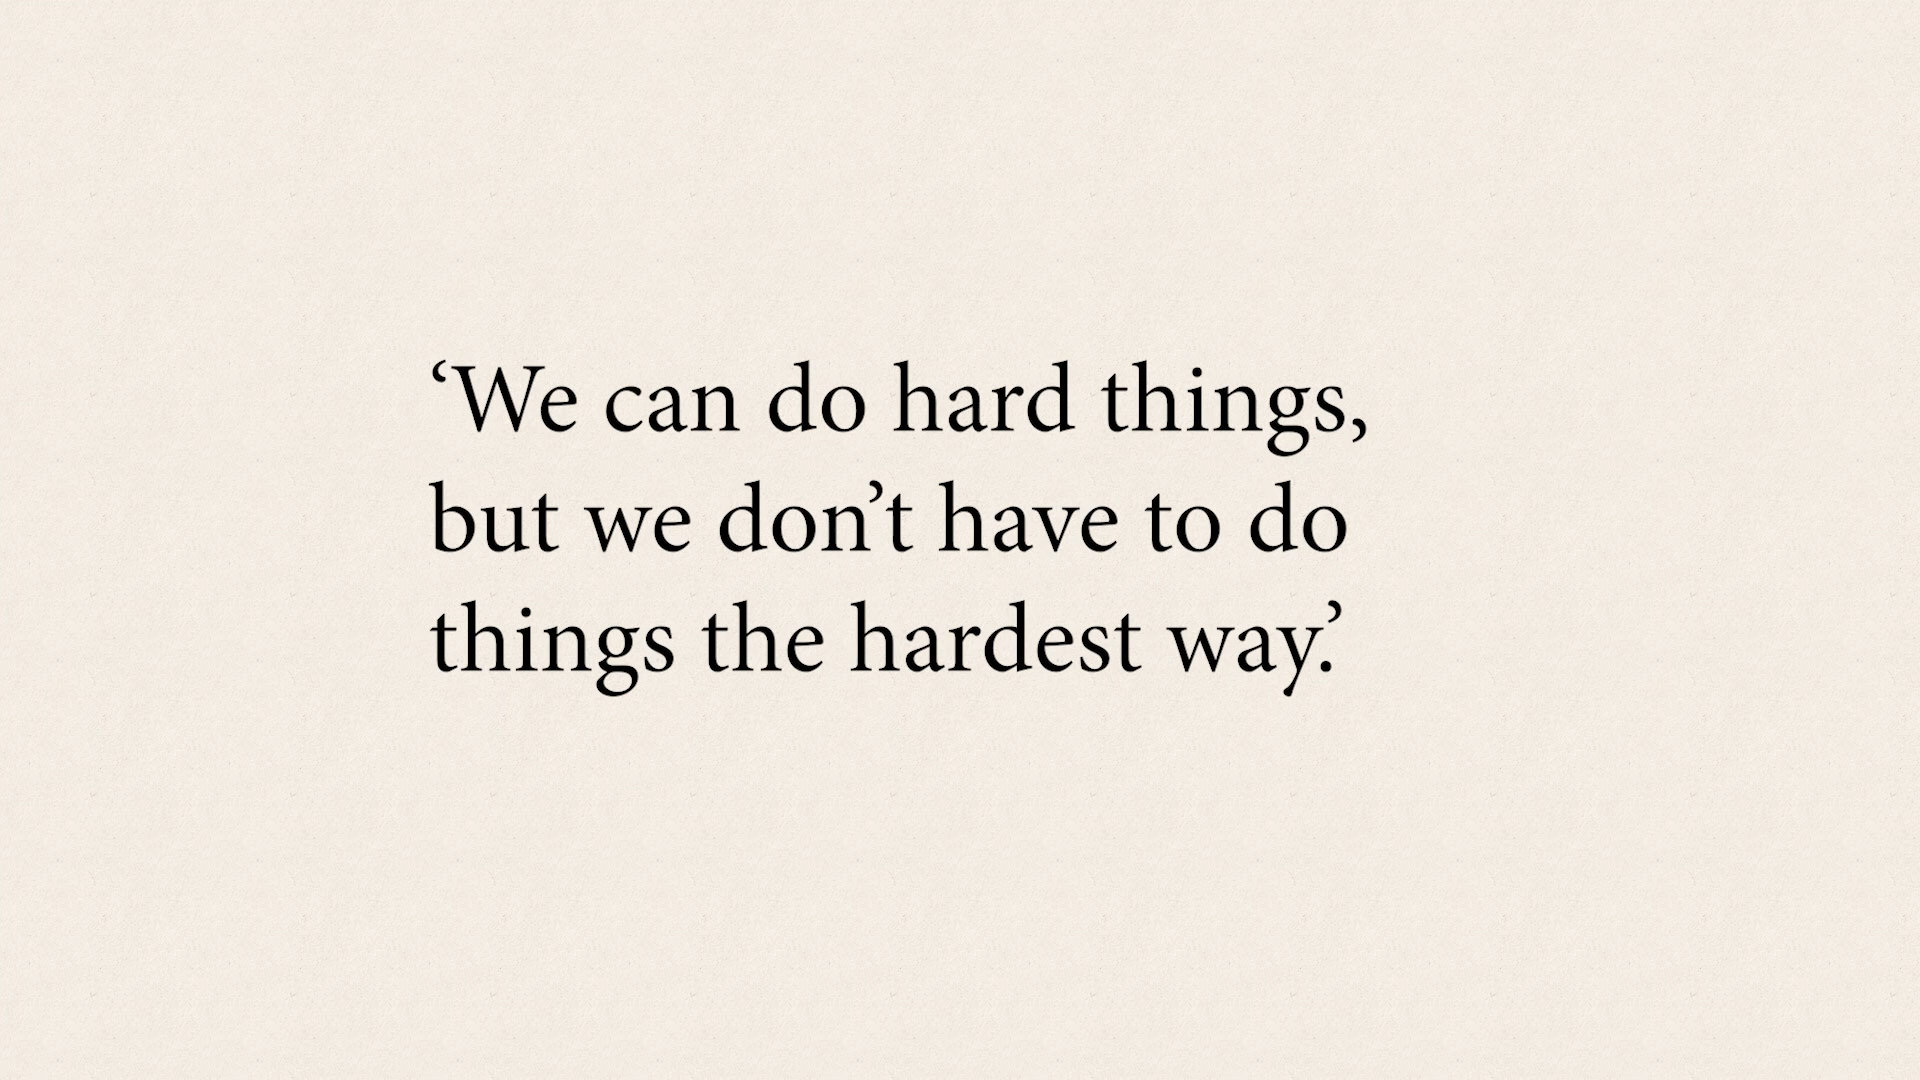 ‘We can do hard things,
but we don’t have to do
things the hardest way.’